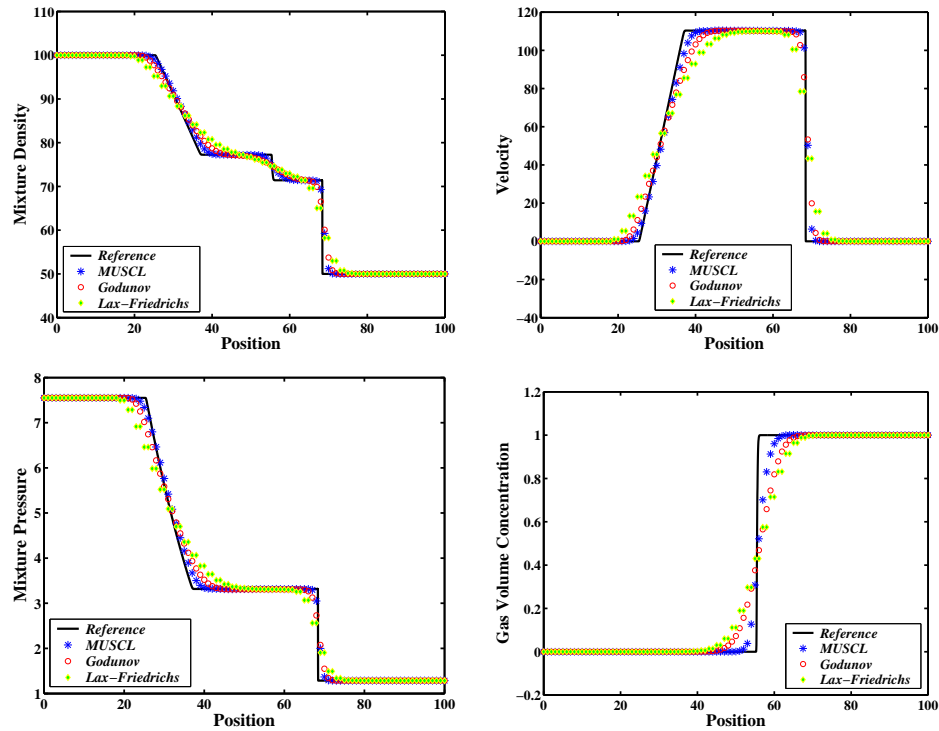 Mixture Density
110
100
90
80
70
60
50
40
0
20
40
60
80
100
Position
Reference
MUSCL
Godunov
Lax−Friedrichs
Velocity
120
100
80
60
40
20
0
−20
−40
0
20
40
60
80
100
Position
Reference
MUSCL
Godunov
Lax−Friedrichs
Mixture Pressure
8
7
6
5
4
3
2
1
0
20
40
60
80
100
Position
Reference
MUSCL
Godunov
Lax−Friedrichs
Gas Volume Concentration
1.2
1
0.8
0.6
0.4
0.2
0
−0.2
0
20
40
60
80
100
Position
Reference
MUSCL
Godunov
Lax−Friedrichs